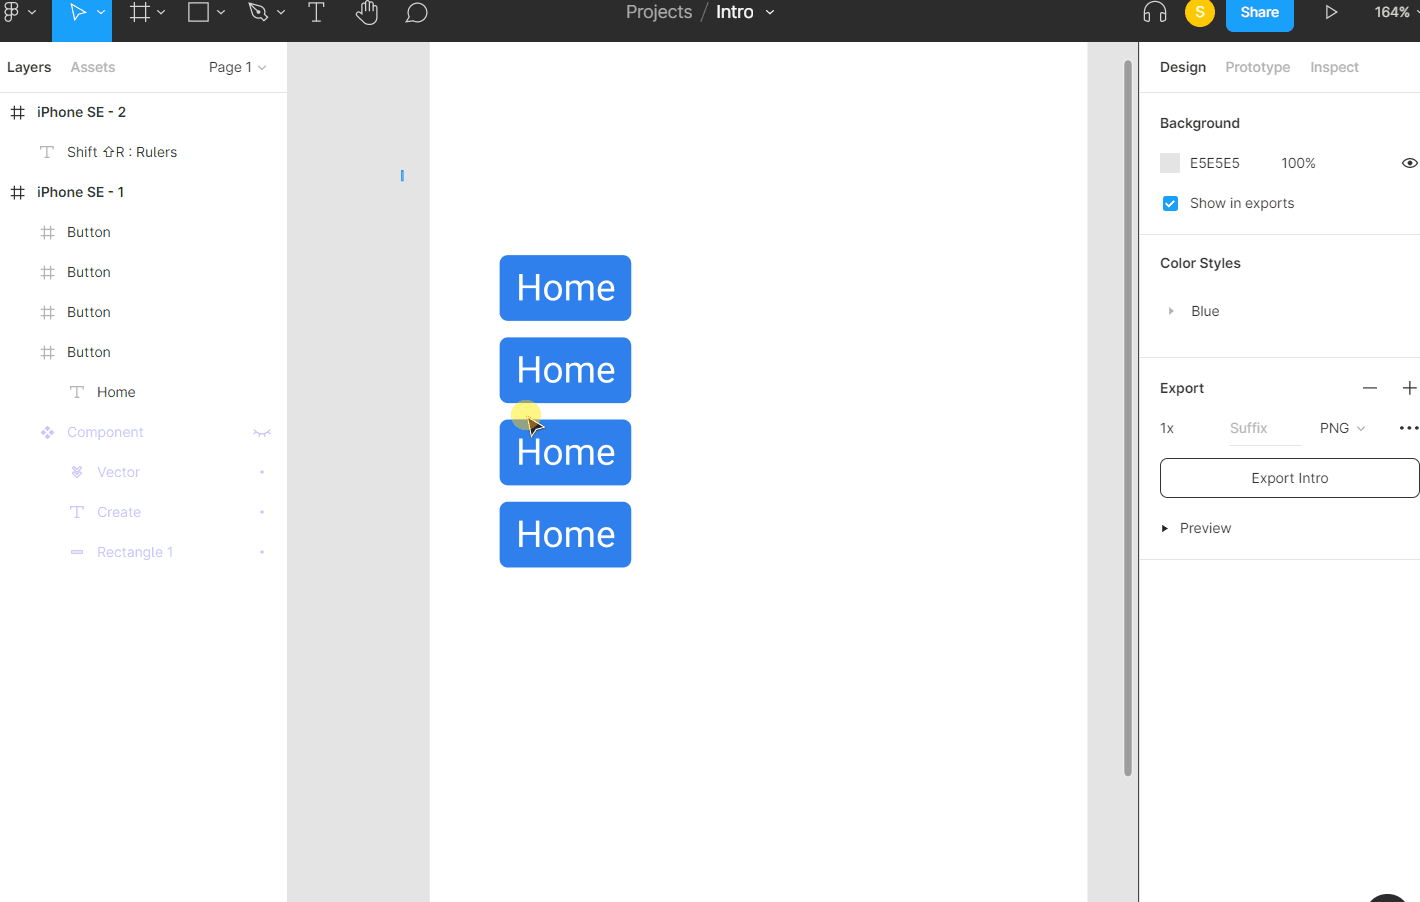 Projects / Intro
S
Share
164%
Layers
Assets
Page 1
iPhone SE - 2
Shift ⇧R : Rulers
iPhone SE - 1
Button
Button
Button
Button
Home
Component
Vector
Create
Rectangle 1
Home
Home
Home
Home
Design
Prototype
Inspect
Background
E5E5E5
100%
Show in exports
Color Styles
Blue
Export
1x
Suffix
PNG
Export Intro
Preview